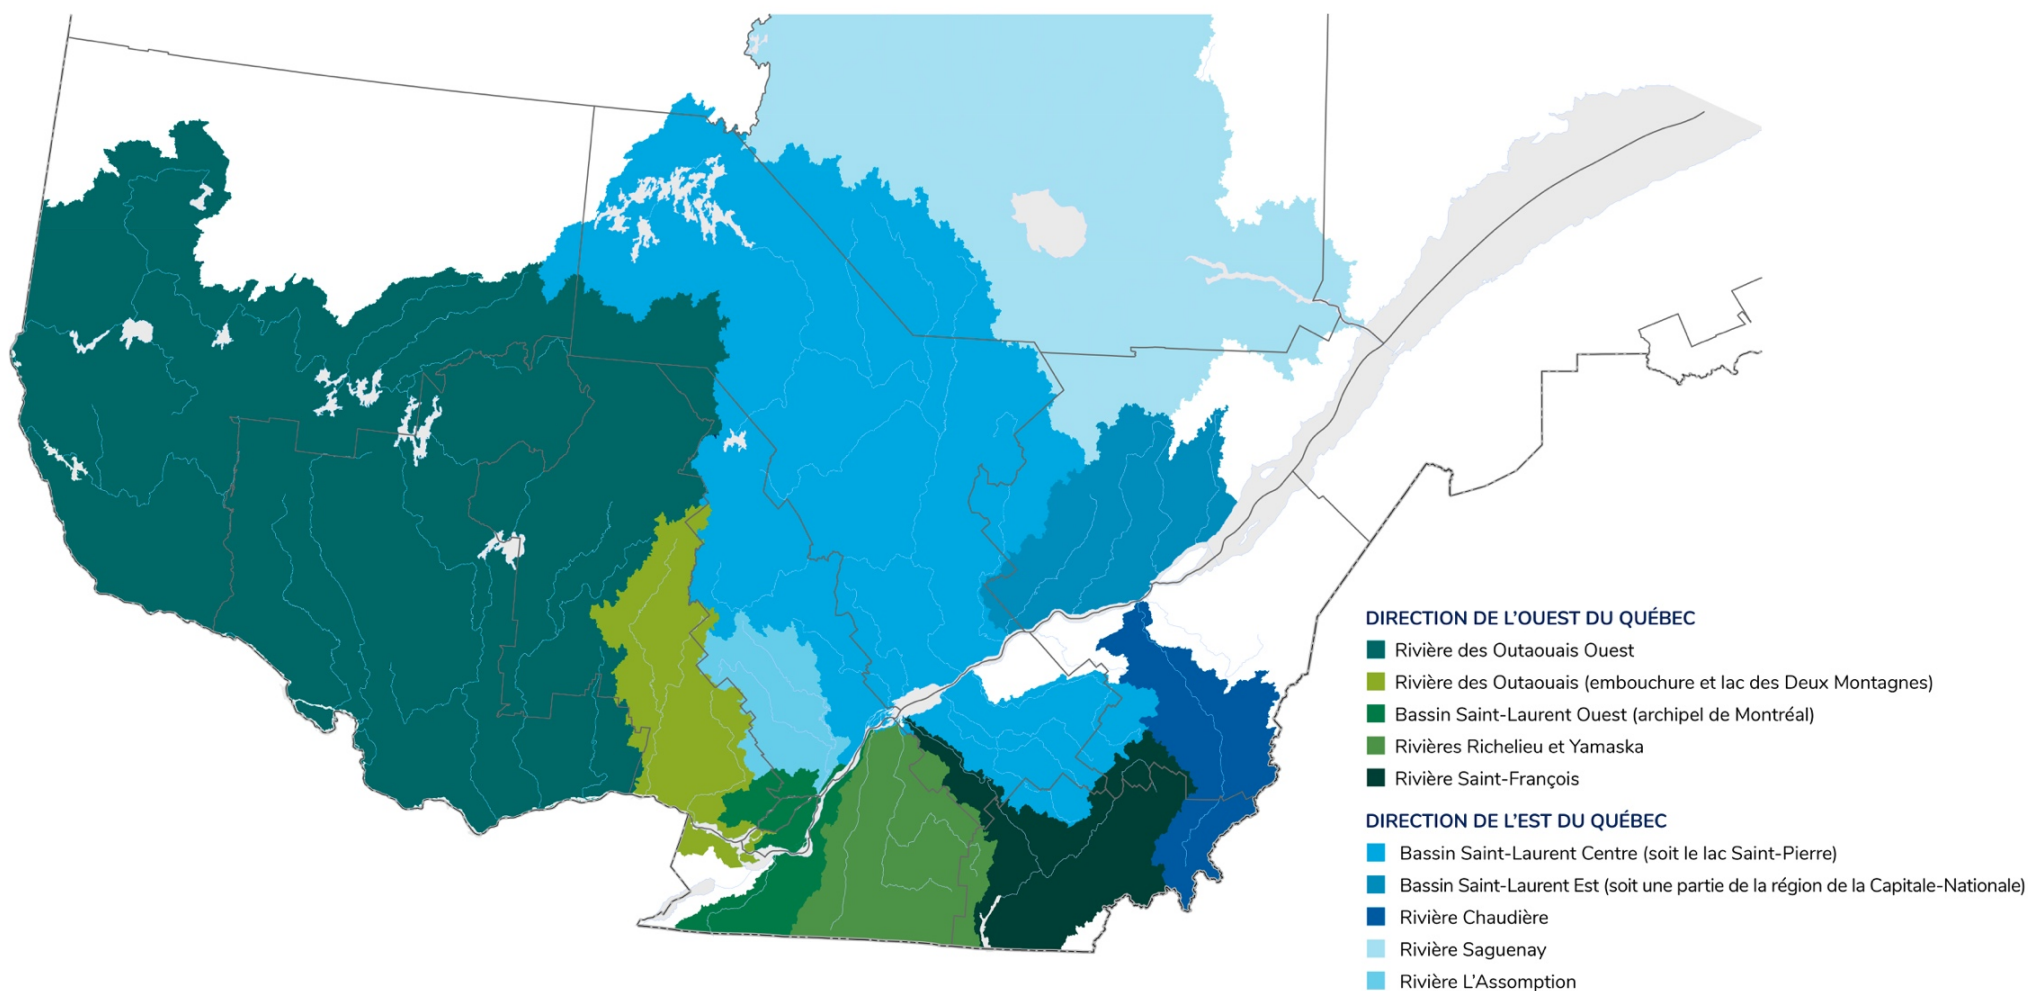 DIRECTION DE L'OUEST DU QUÉBEC
Rivière des Outaouais Ouest
Rivière des Outaouais (embouchure et lac des Deux Montagnes)
Bassin Saint-Laurent Ouest (archipel de Montréal)
Rivières Richelieu et Yamaska
Rivière Saint-François
DIRECTION DE L'EST DU QUÉBEC
Bassin Saint-Laurent Centre (soit le lac Saint-Pierre)
Bassin Saint-Laurent Est (soit une partie de la région de la Capitale-Nationale)
Rivière Chaudière
Rivière Saguenay
Rivière L'Assomption